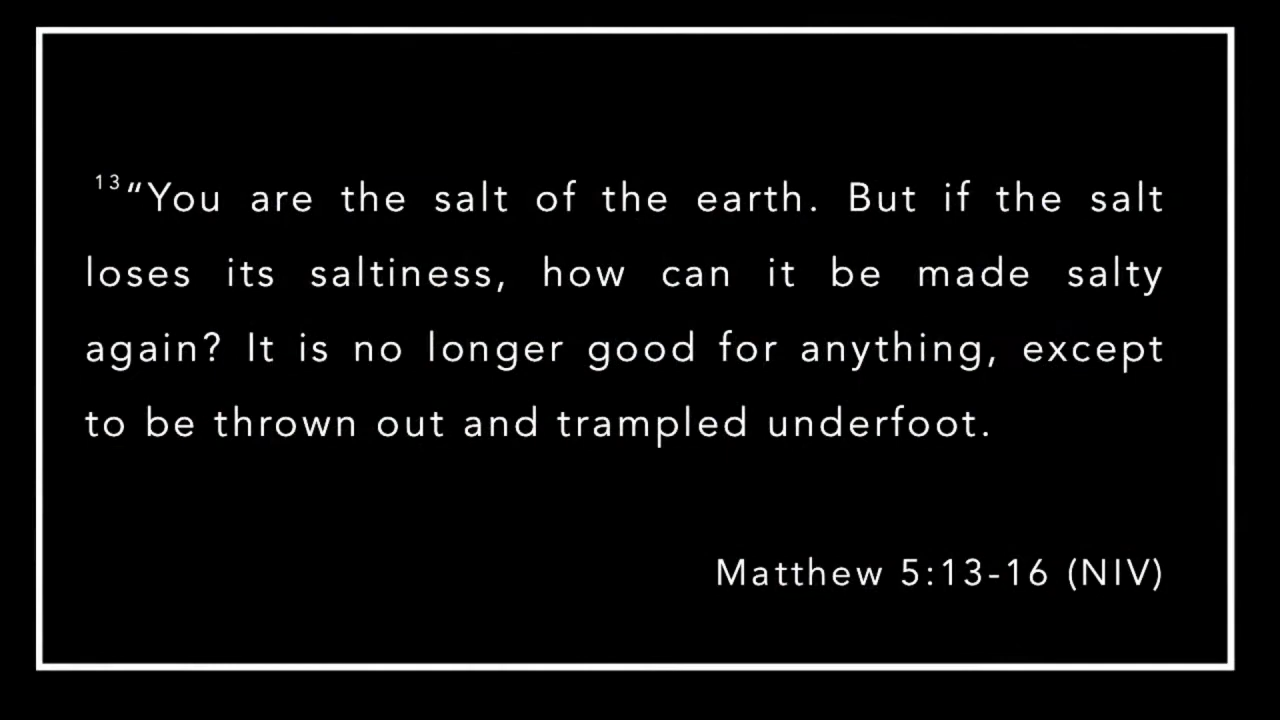 13“You are the salt of the earth. But if the salt
loses its saltiness, how can it be made salty
again? It is no longer good for anything, except
to be thrown out and trampled underfoot.
Matthew 5:13-16 (NIV)